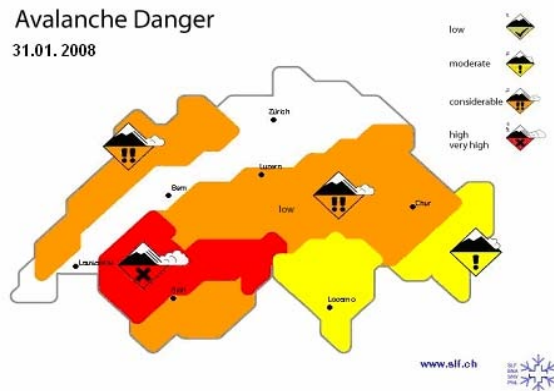 Avalanche Danger
31.01. 2008
low
moderate
considerable
high
very high
Zürich
Luzern
Bern
low
Chur
Lausanne
Sion
Locarno
www.slf.ch
SLF